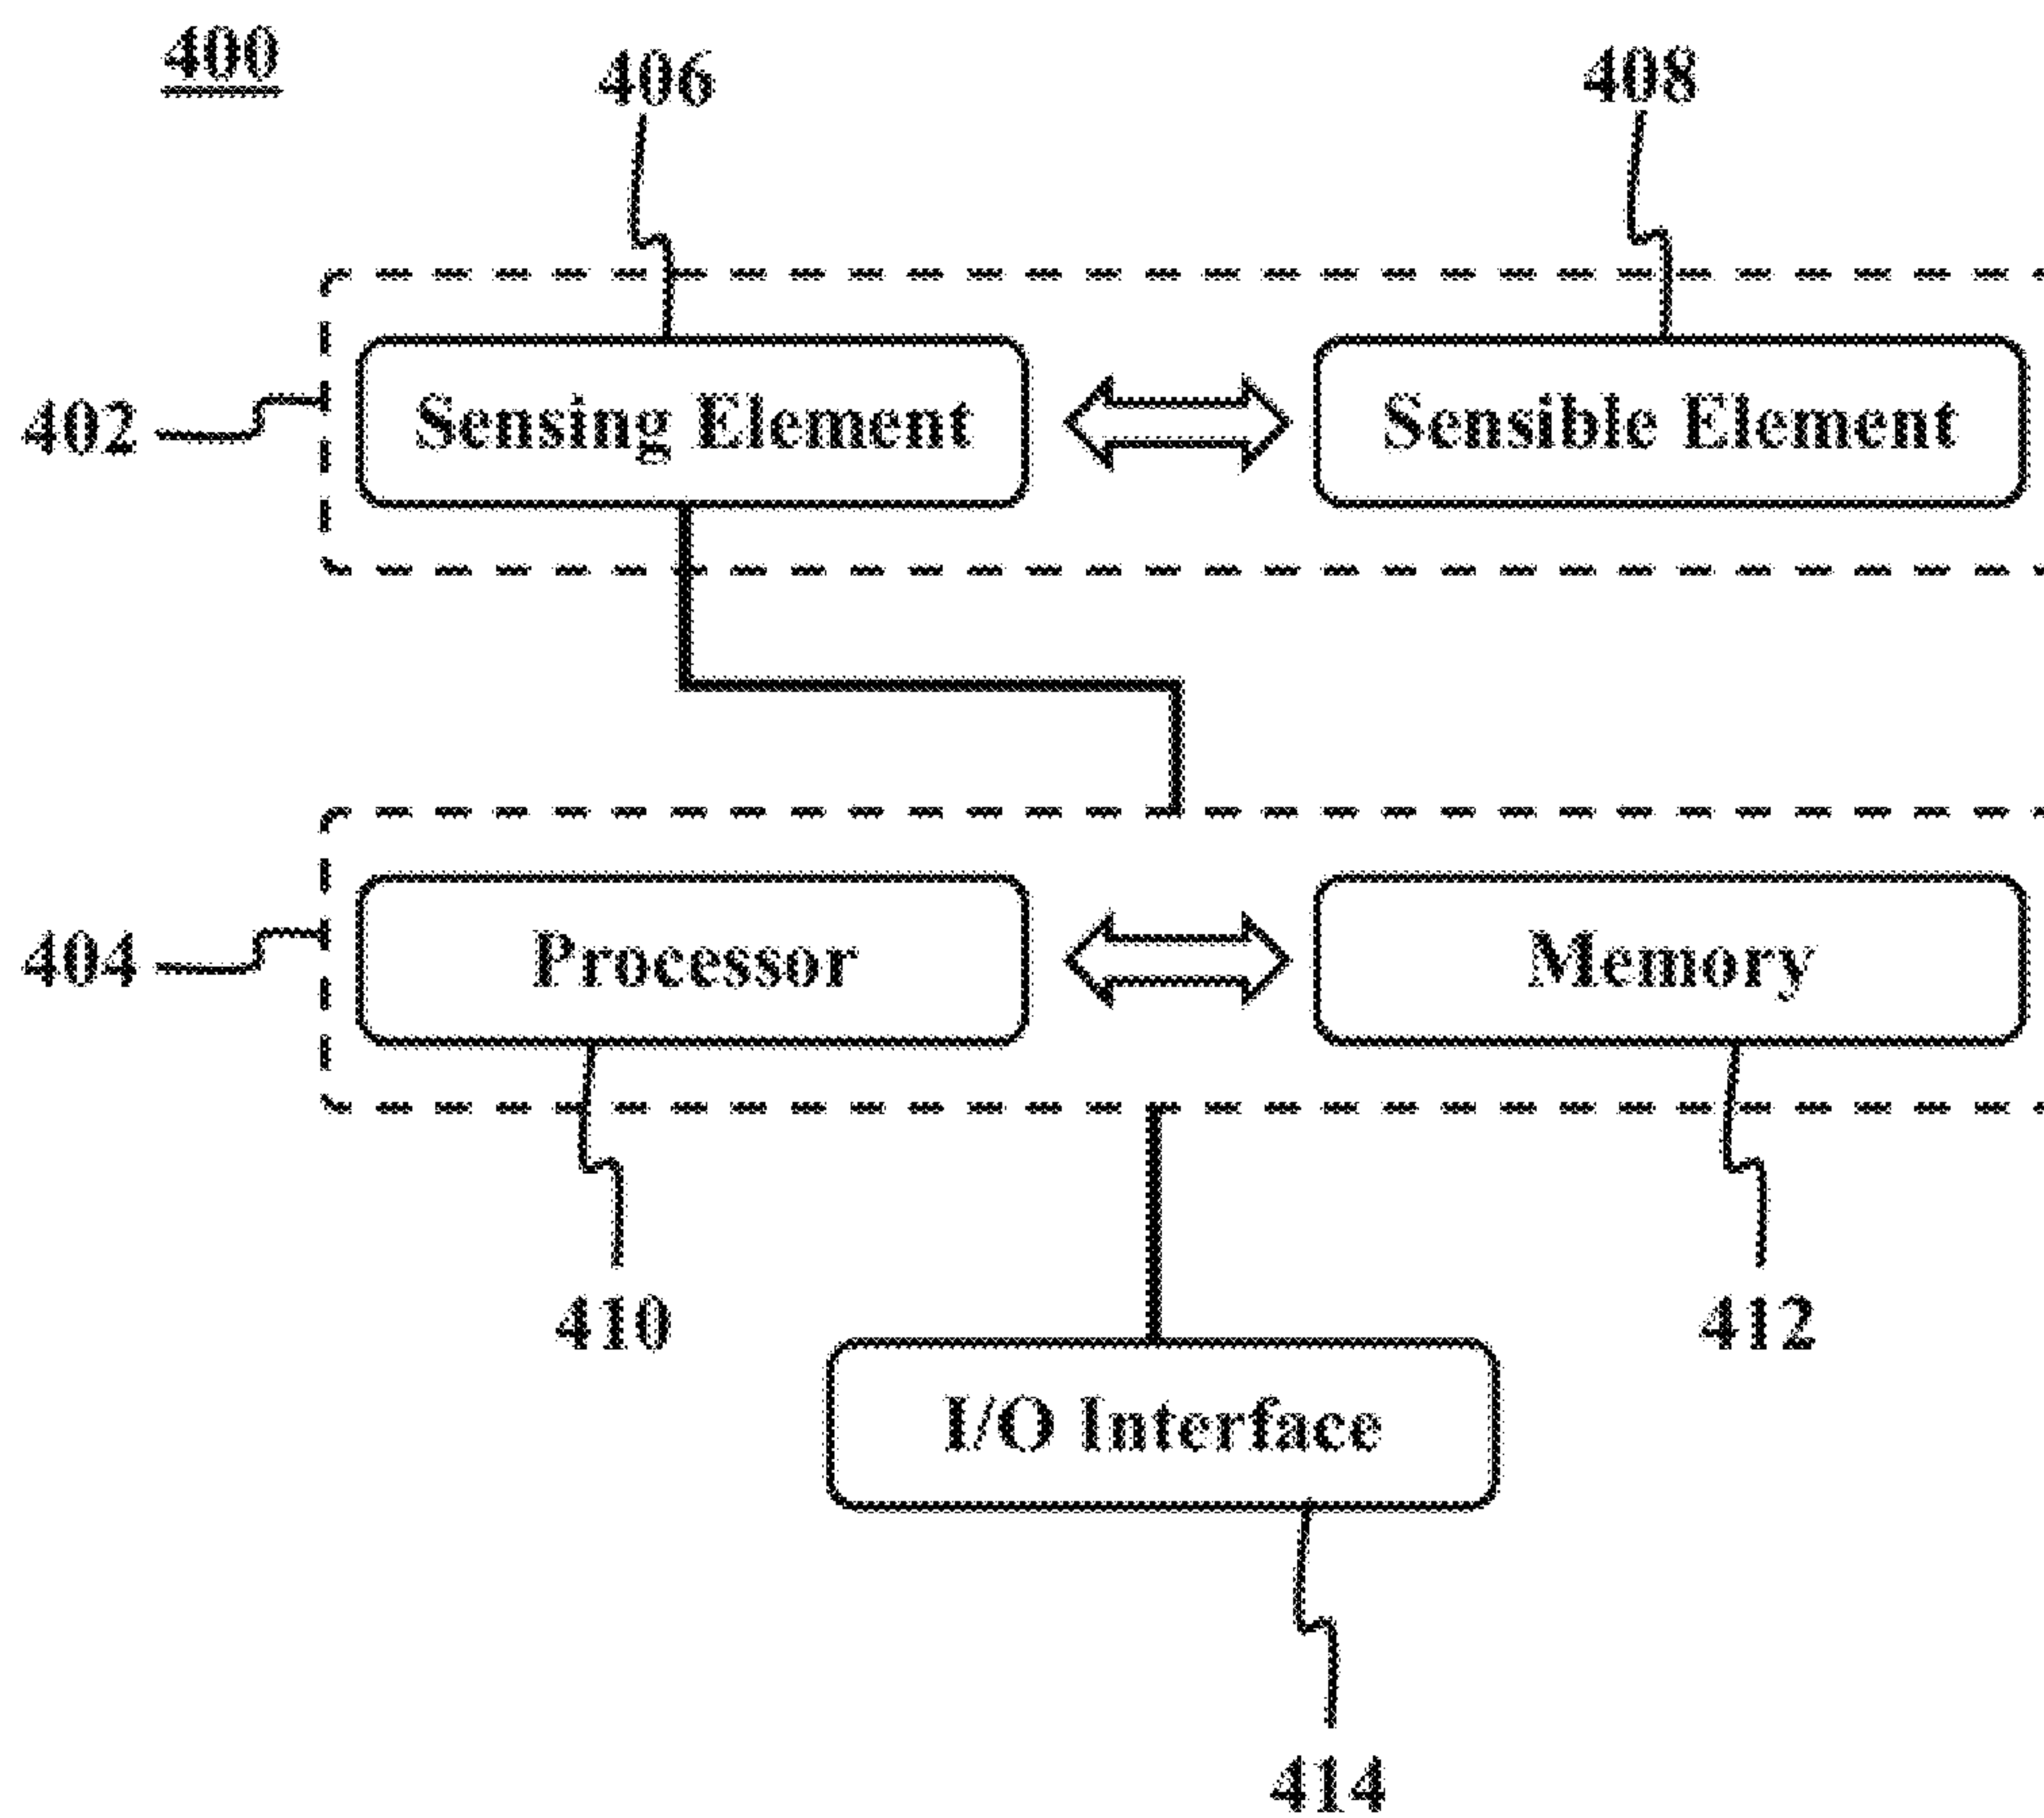 400
406
408
402
Sensing Element
Sensible Element
404
Processor
Memory
410
412
I/O Interface
414